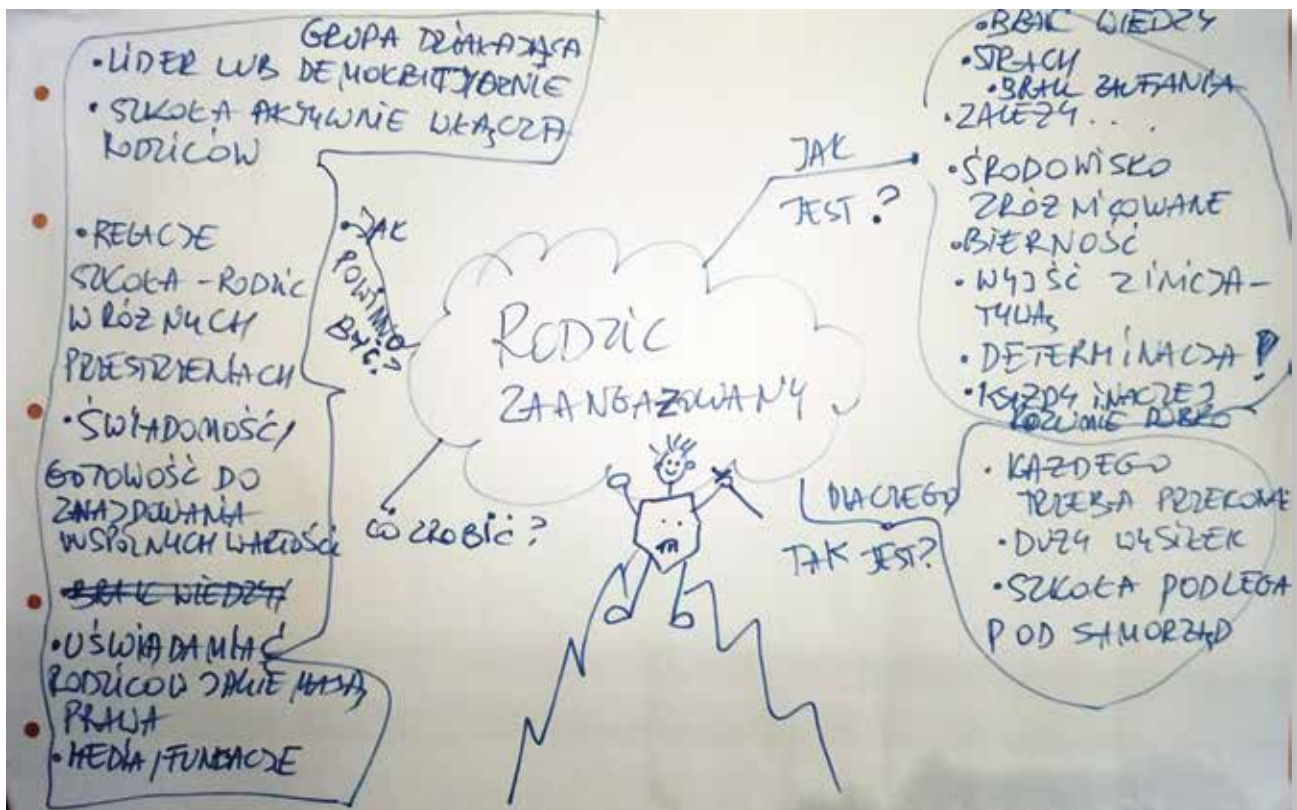 GRUPA DZIAŁAJĄCA
• LIDER LUB DEMOKRATYCZNIE
• SZKOŁA AKTYWNIE WŁĄCZA
RODZICÓW
• RELACJE
SZKOŁA - RODZIC
W RÓŻNYCH
PRZESTRZENIACH
• ŚWIADOMOŚĆ /
GOTOWOŚĆ DO
ZNAJDOWANIA
WSPÓLNYCH WARTOŚCI
BRAK WIEDZY /
• UŚWIADAMIAĆ
RODZICOW JAKIE MAJĄ
PRAWA
• MEDIA / FUNDACJE
• JAK
POWINNO
BYĆ?
CO ZROBIĆ?
RODZIC
ZAANGAŻOWANY
JAK
JEST?
• BRAK WIEDZY
• STRACH
• BRAK ZAUFANIA
• ZALEŻY . . .
• ŚRODOWISKO
ZRÓŻNICOWANE
• BIERNOŚĆ
• WYJŚĆ Z INICJA-
TYWĄ
• DETERMINACJA !
• KAŻDY INACZEJ
ROZUMIE DOBRO
DLACZEGO
TAK JEST?
• KAŻDEGO
TRZEBA
• DUŻY WYSIŁEK
• SZKOŁA PODLEGA
POD SAMORZĄD